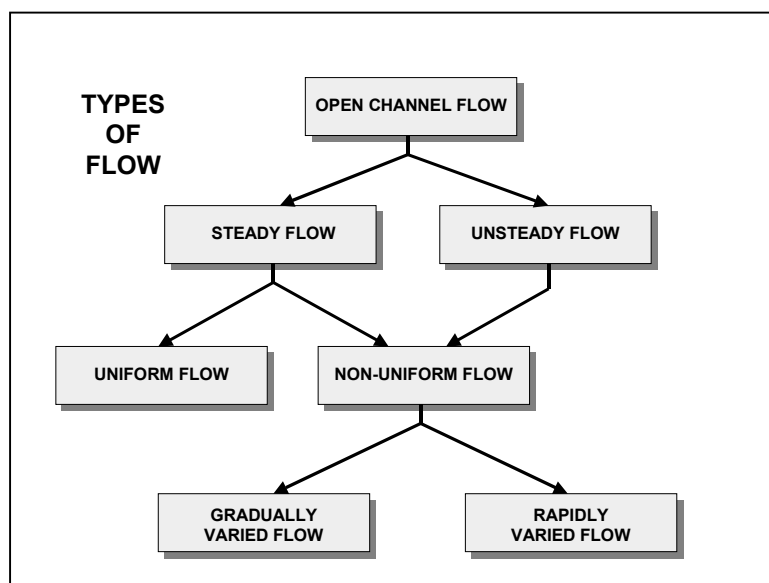 TYPES
OF
FLOW
OPEN CHANNEL FLOW
STEADY FLOW
UNSTEADY FLOW
UNIFORM FLOW
NON-UNIFORM FLOW
GRADUALLY
VARIED FLOW
RAPIDLY
VARIED FLOW